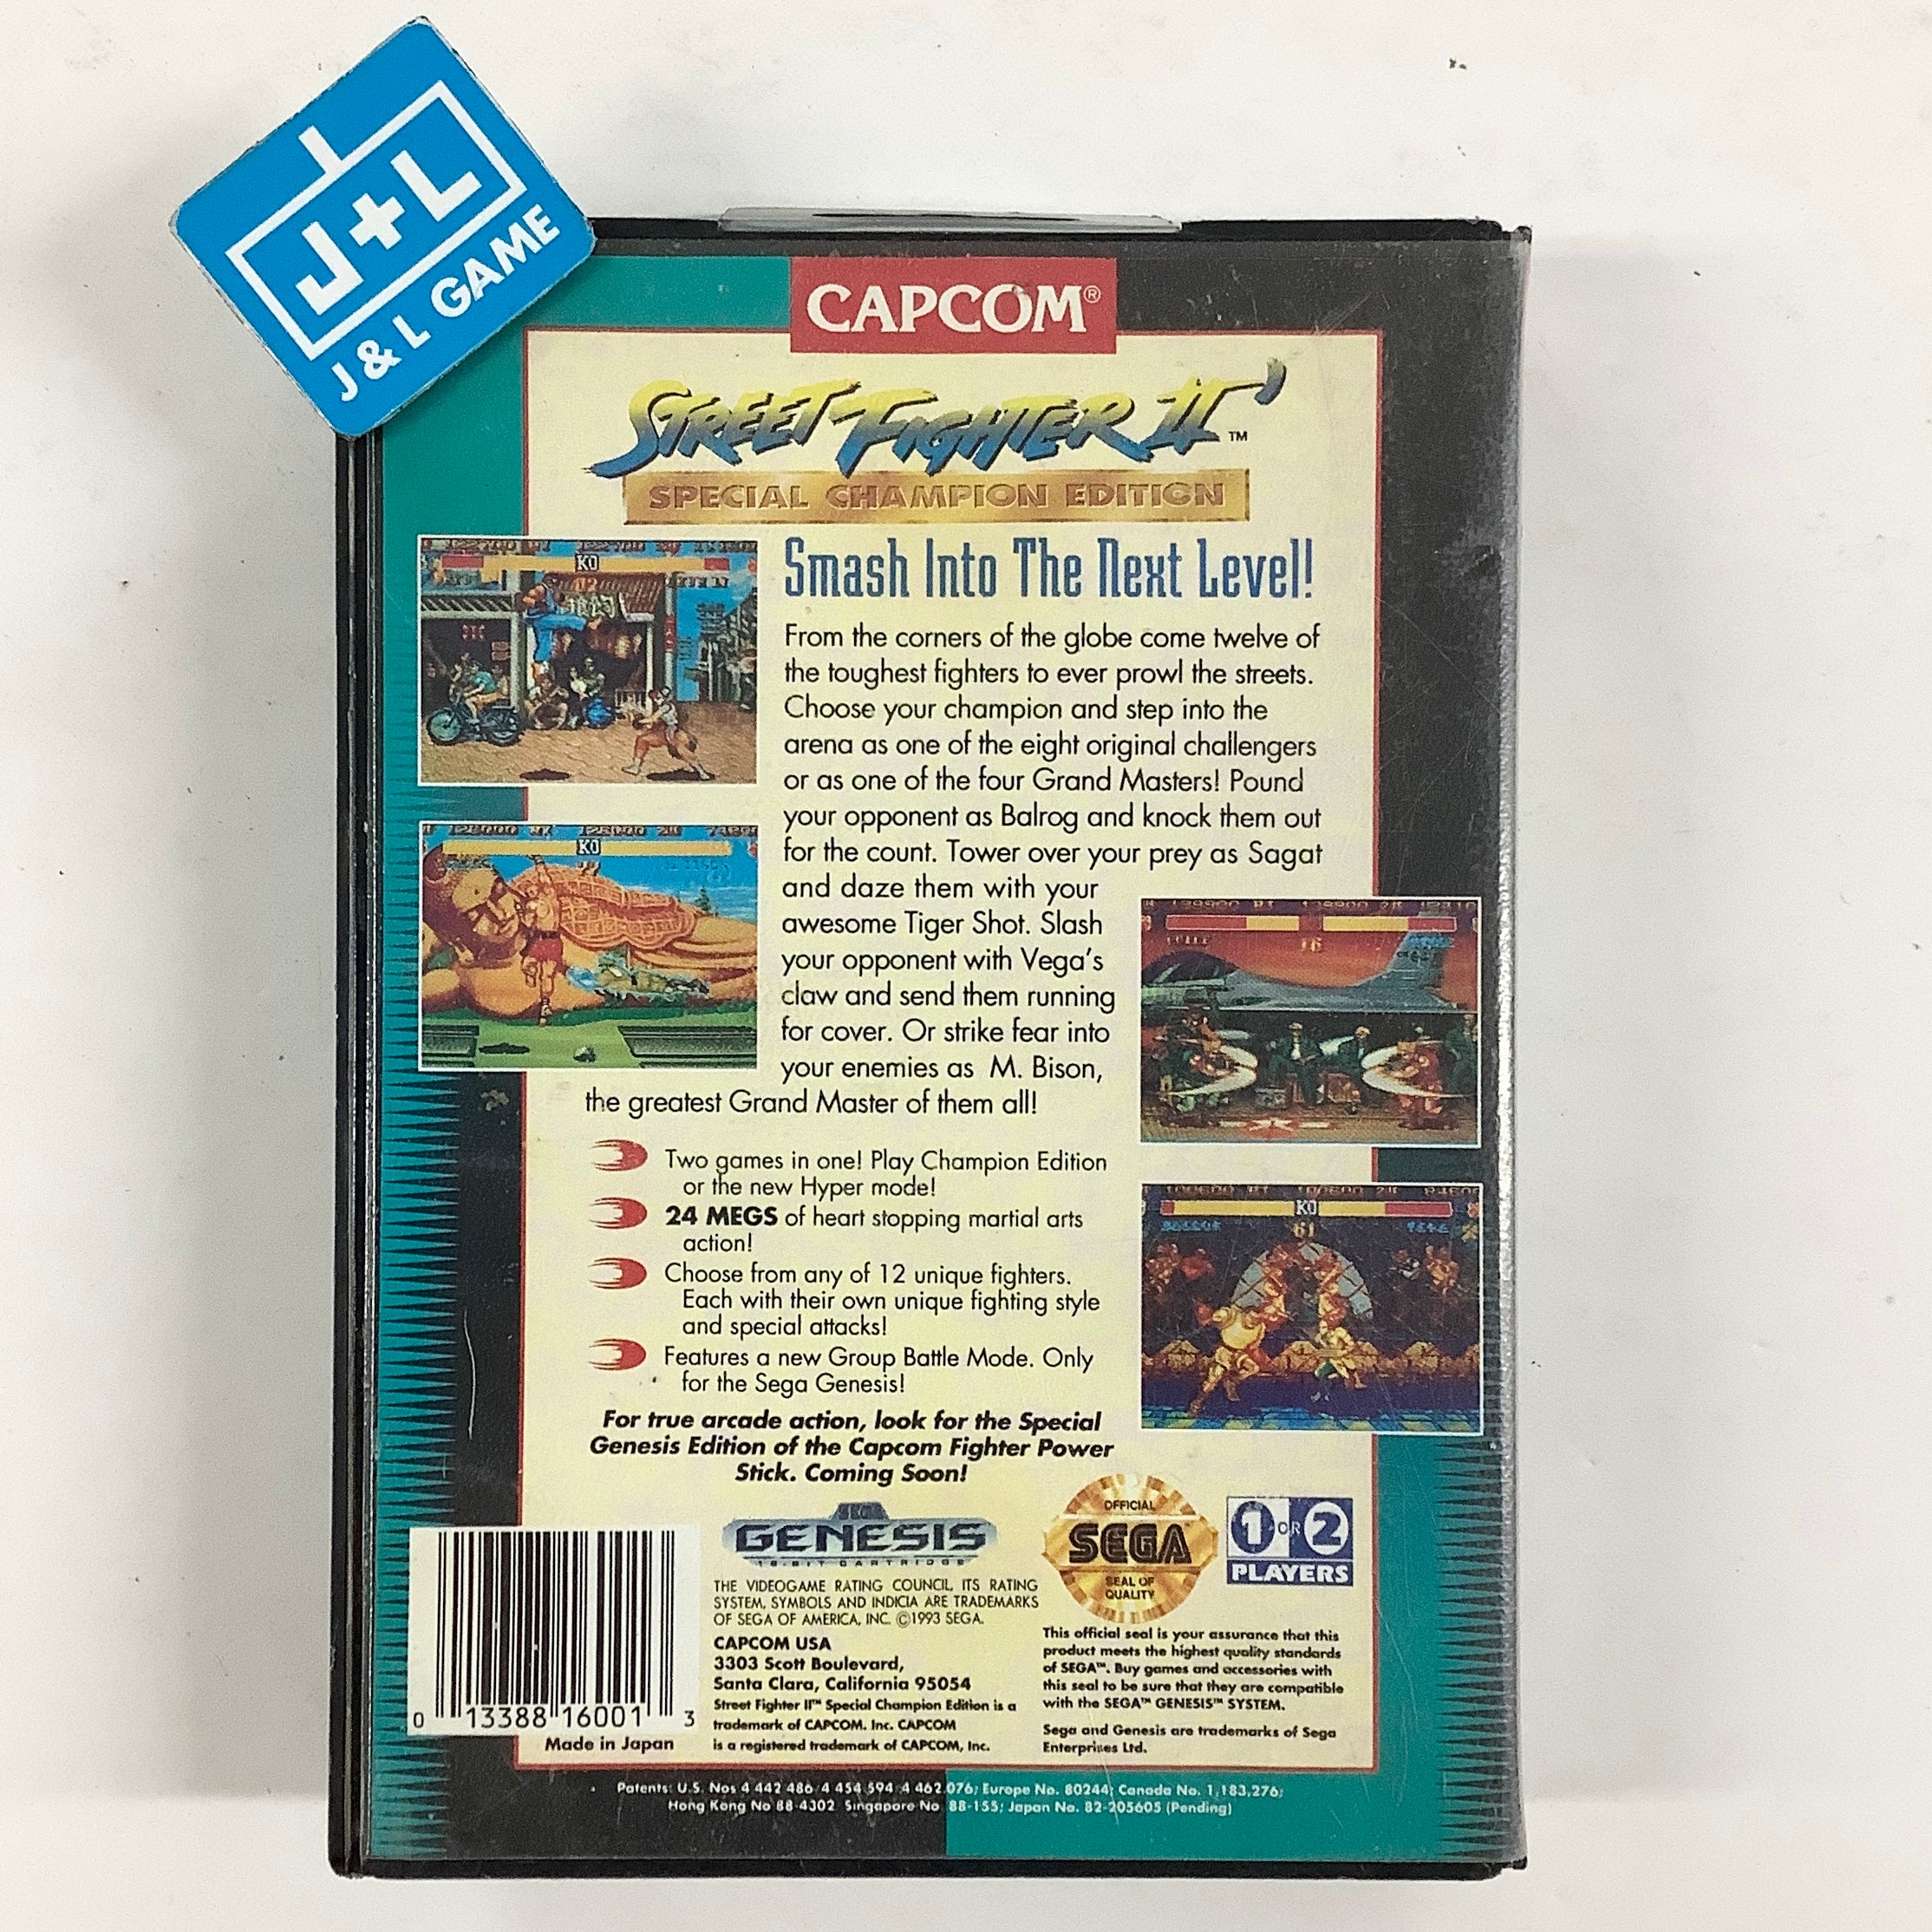 J+L
J & L GAME
CAPCOM®
STREET FIGHTER II' ™
SPECIAL CHAMPION EDITION
Smash Into The Next Level!
From the corners of the globe come twelve of
the toughest fighters to ever prowl the streets.
Choose your champion and step into the
arena as one of the eight original challengers
or as one of the four Grand Masters! Pound
your opponent as Balrog and knock them out
for the count. Tower over your prey as Sagat
and daze them with your
awesome Tiger Shot. Slash
your opponent with Vega's
claw and send them running
for cover. Or strike fear into
your enemies as M. Bison,
the greatest Grand Master of them all!
KO
KO
16
KO
61
Two games in one! Play Champion Edition
or the new Hyper mode!
24 MEGS of heart stopping martial arts
action!
Choose from any of 12 unique fighters.
Each with their own unique fighting style
and special attacks!
Features a new Group Battle Mode. Only
for the Sega Genesis!
For true arcade action, look for the Special
Genesis Edition of the Capcom Fighter Power
Stick. Coming Soon!
SEGA
GENESIS
16-BIT CARTRIDGE
OFFICIAL
SEGA
SEAL OF
QUALITY
1 OR 2
PLAYERS
THE VIDEOGAME RATING COUNCIL, ITS RATING
SYSTEM, SYMBOLS AND INDICIA ARE TRADEMARKS
OF SEGA OF AMERICA, INC. ©1993 SEGA.
CAPCOM USA
3303 Scott Boulevard,
Santa Clara, California 95054
Street Fighter II™ Special Champion Edition is a
trademark of CAPCOM. Inc. CAPCOM
is a registered trademark of CAPCOM, Inc.
This official seal is your assurance that this
product meets the highest quality standards
of SEGA™. Buy games and accessories with
this seal to be sure that they are compatible
with the SEGA™ GENESIS™ SYSTEM.
Sega and Genesis are trademarks of Sega
Enterprises Ltd.
0 13388 16001 3
Made in Japan
Patents: U.S. Nos 4 442 486/4 454 594/4 462.076; Europe No. 80244; Canada No. 1,183,276;
Hong Kong No 88-4302 Singapore No 88-155; Japan No. 82-205605 (Pending)